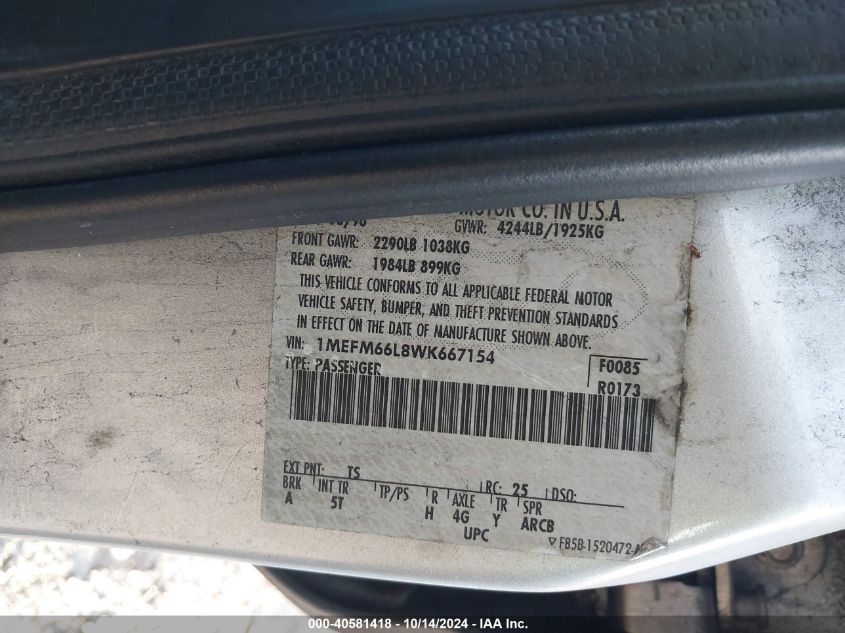 MOTOR CO. IN U.S.A.
GVWR: 4244LB/1925KG
FRONT GAWR: 2290LB 1038KG
REAR GAWR: 1984LB 899KG
THIS VEHICLE CONFORMS TO ALL APPLICABLE FEDERAL MOTOR
VEHICLE SAFETY, BUMPER, AND THEFT PREVENTION STANDARDS
IN EFFECT ON THE DATE OF MANUFACTURE SHOWN ABOVE.
VIN: 1MEFM66L8WK667154
F0085
TYPE: PASSENGER
R0173
EXT PNT: TS RC: 25 DSO:
BRK INT TR TP/PS R AXLE TR SPR
A 5T H 4G Y ARCB
UPC
F85B-1520472-A
000-40581418 - 10/14/2024 - IAA Inc.